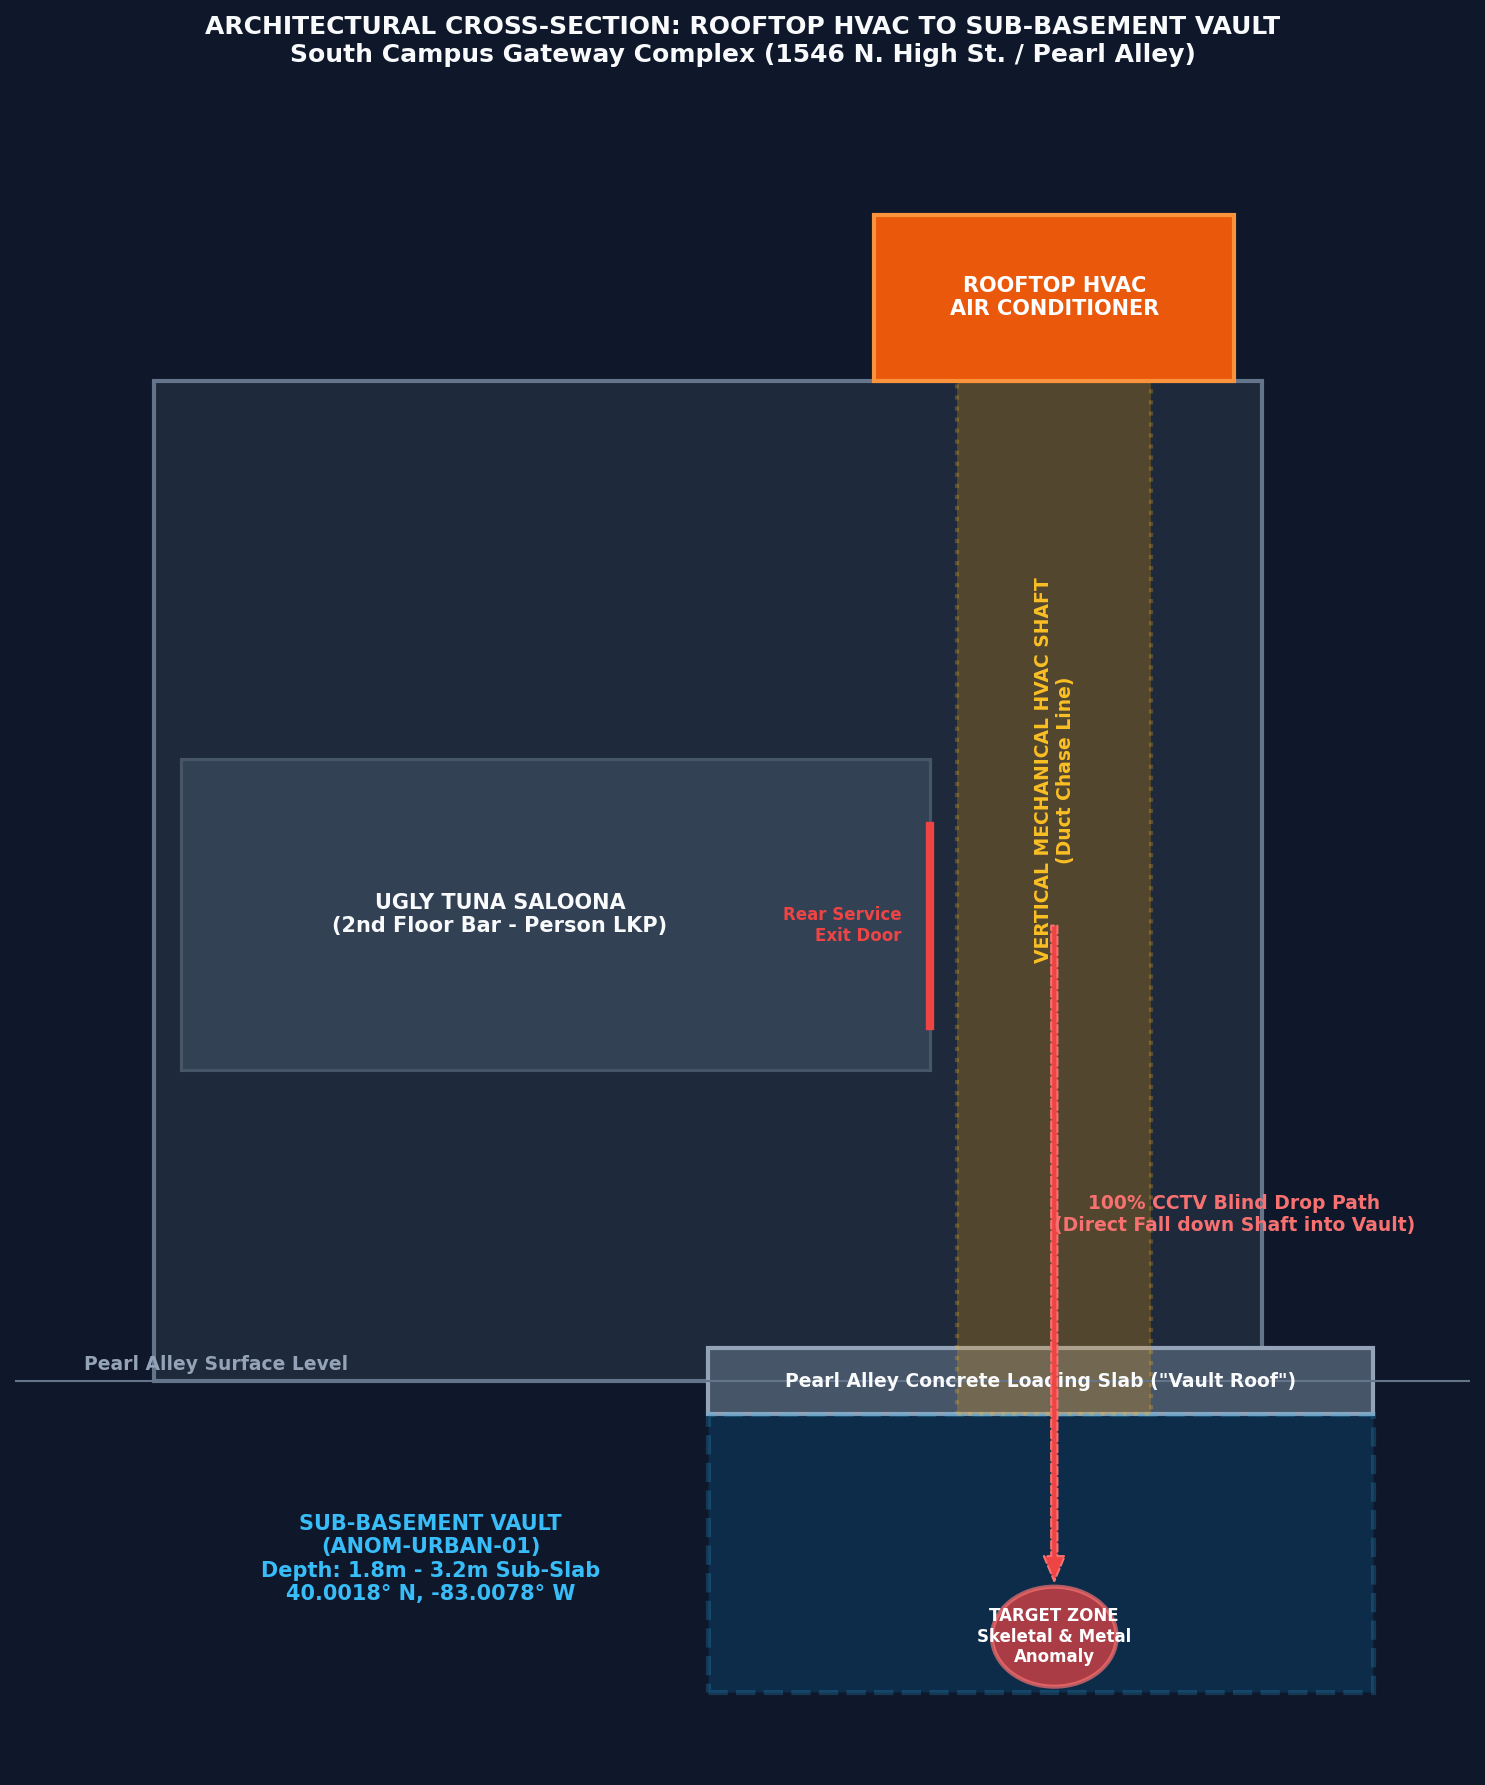 ARCHITECTURAL CROSS-SECTION: ROOFTOP HVAC TO SUB-BASEMENT VAULT
South Campus Gateway Complex (1546 N. High St. / Pearl Alley)
ROOFTOP HVAC
AIR CONDITIONER
VERTICAL MECHANICAL HVAC SHAFT
(Duct Chase Line)
UGLY TUNA SALOONA
(2nd Floor Bar - Person LKP)
Rear Service
Exit Door
100% CCTV Blind Drop Path
(Direct Fall down Shaft into Vault)
Pearl Alley Surface Level
Pearl Alley Concrete Loading Slab ("Vault Roof")
SUB-BASEMENT VAULT
(ANOM-URBAN-01)
Depth: 1.8m - 3.2m Sub-Slab
40.0018° N, -83.0078° W
TARGET ZONE
Skeletal & Metal
Anomaly